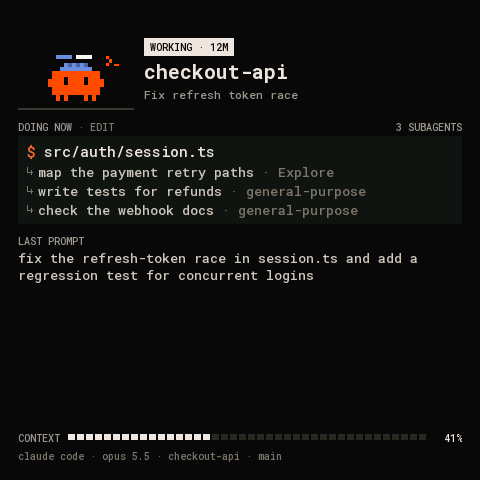 WORKING · 12M
checkout-api
Fix refresh token race
DOING NOW · EDIT
3 SUBAGENTS
$ src/auth/session.ts
↳ map the payment retry paths · Explore
↳ write tests for refunds · general-purpose
↳ check the webhook docs · general-purpose
LAST PROMPT
fix the refresh-token race in session.ts and add a
regression test for concurrent logins
CONTEXT
41%
claude code · opus 5.5 · checkout-api · main